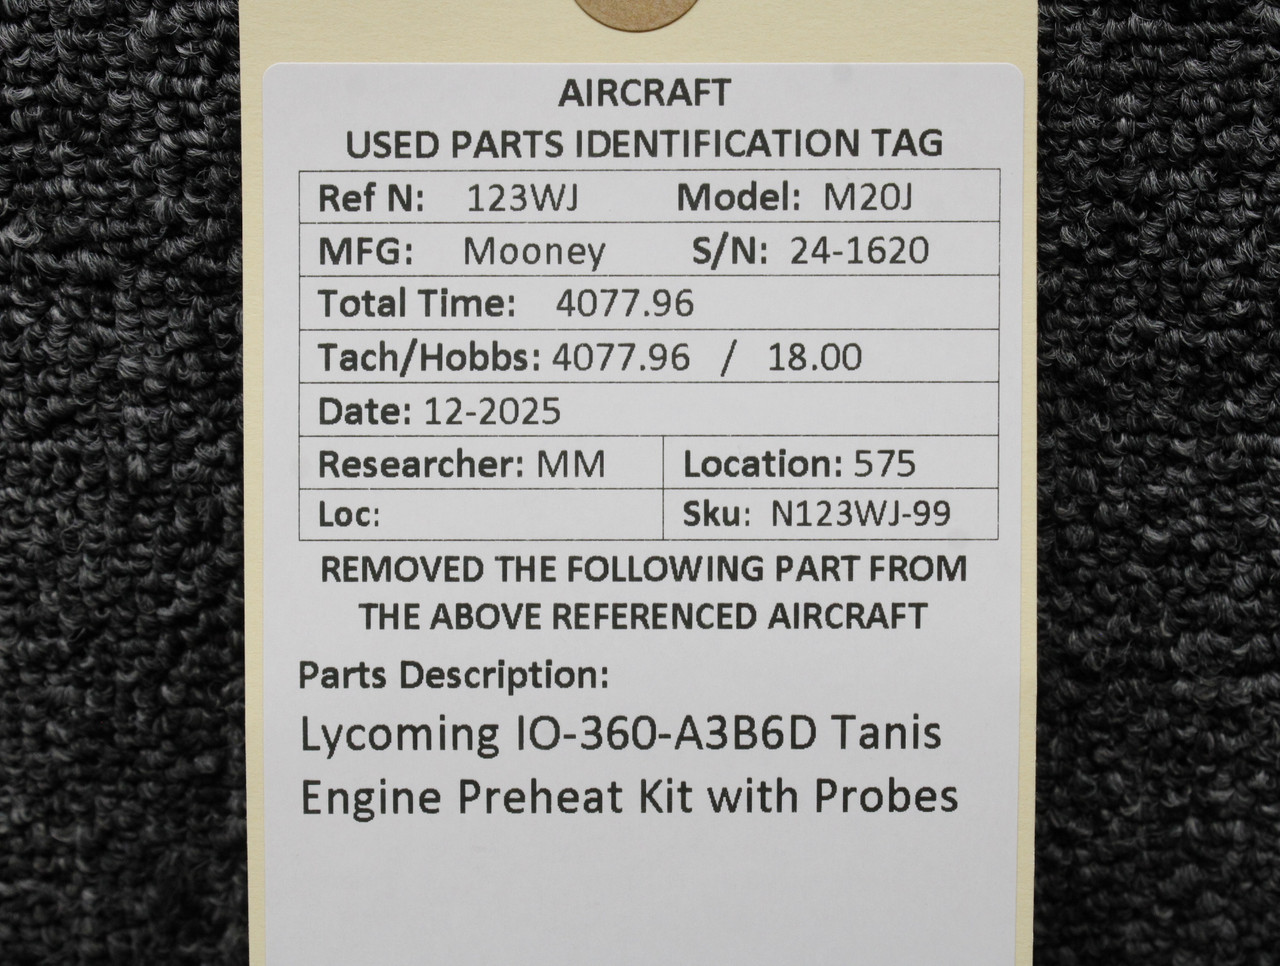 AIRCRAFT
USED PARTS IDENTIFICATION TAG
Ref N: 123WJ Model: M20J
MFG: Mooney S/N: 24-1620
Total Time: 4077.96
Tach/Hobbs: 4077.96 / 18.00
Date: 12-2025
Researcher: MM Location: 575
Loc: Sku: N123WJ-99
REMOVED THE FOLLOWING PART FROM
THE ABOVE REFERENCED AIRCRAFT
Parts Description:
Lycoming IO-360-A3B6D Tanis
Engine Preheat Kit with Probes